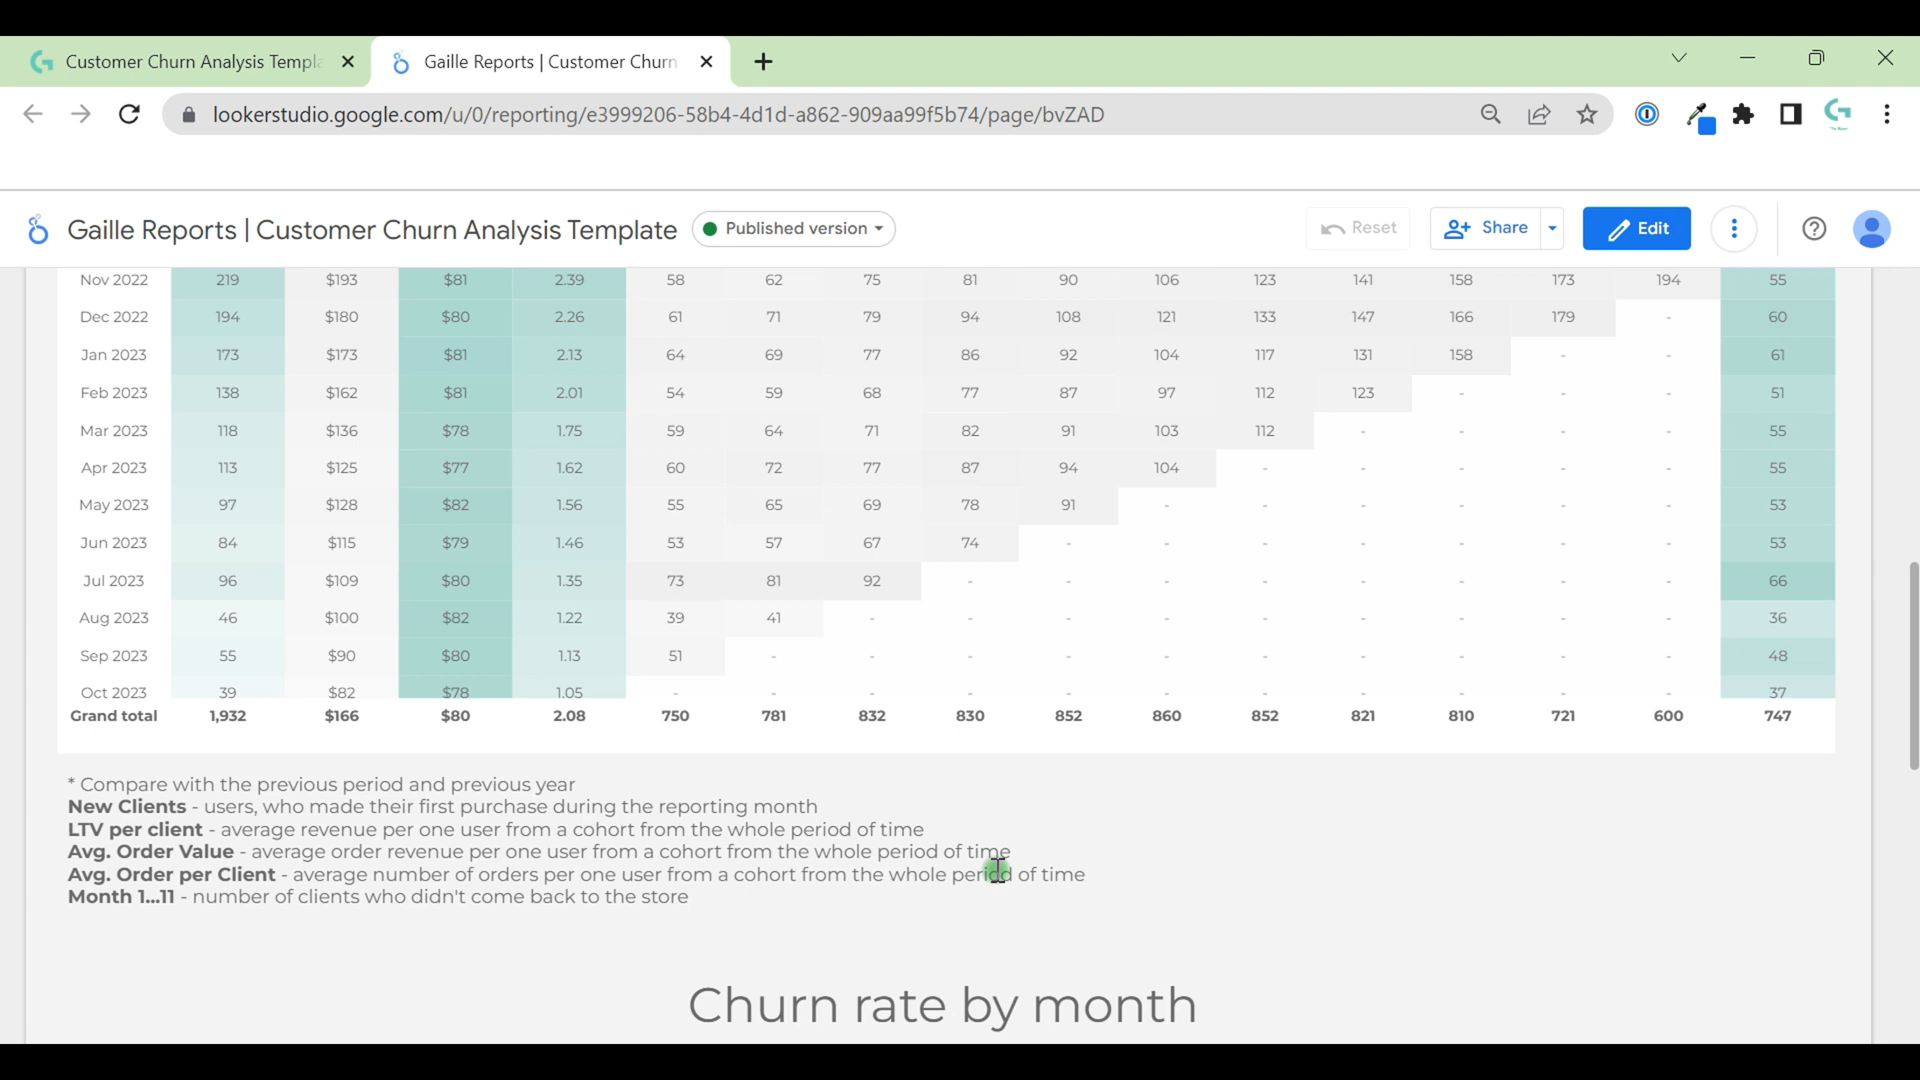 Customer Churn Analysis Templa
Gaille Reports | Customer Churn
lookerstudio.google.com/u/0/reporting/e3999206-58b4-4d1d-a862-909aa99f5b74/page/bvZAD
Gaille Reports | Customer Churn Analysis Template
Published version
Reset
Share
Edit
Nov 2022 219 $193 $81 2.39 58 62 75 81 90 106 123 141 158 173 194 55
Dec 2022 194 $180 $80 2.26 61 71 79 94 108 121 133 147 166 179 - 60
Jan 2023 173 $173 $81 2.13 64 69 77 86 92 104 117 131 158 - - 61
Feb 2023 138 $162 $81 2.01 54 59 68 77 87 97 112 123 - - - 51
Mar 2023 118 $136 $78 1.75 59 64 71 82 91 103 112 - - - - 55
Apr 2023 113 $125 $77 1.62 60 72 77 87 94 104 - - - - - 55
May 2023 97 $128 $82 1.56 55 65 69 78 91 - - - - - - 53
Jun 2023 84 $115 $79 1.46 53 57 67 74 - - - - - - - 53
Jul 2023 96 $109 $80 1.35 73 81 92 - - - - - - - - 66
Aug 2023 46 $100 $82 1.22 39 41 - - - - - - - - - 36
Sep 2023 55 $90 $80 1.13 51 - - - - - - - - - - 48
Oct 2023 39 $82 $78 1.05 - - - - - - - - - - - 37
Grand total 1,932 $166 $80 2.08 750 781 832 830 852 860 852 821 810 721 600 747
* Compare with the previous period and previous year
New Clients - users, who made their first purchase during the reporting month
LTV per client - average revenue per one user from a cohort from the whole period of time
Avg. Order Value - average order revenue per one user from a cohort from the whole period of time
Avg. Order per Client - average number of orders per one user from a cohort from the whole period of time
Month 1...11 - number of clients who didn't come back to the store
Churn rate by month